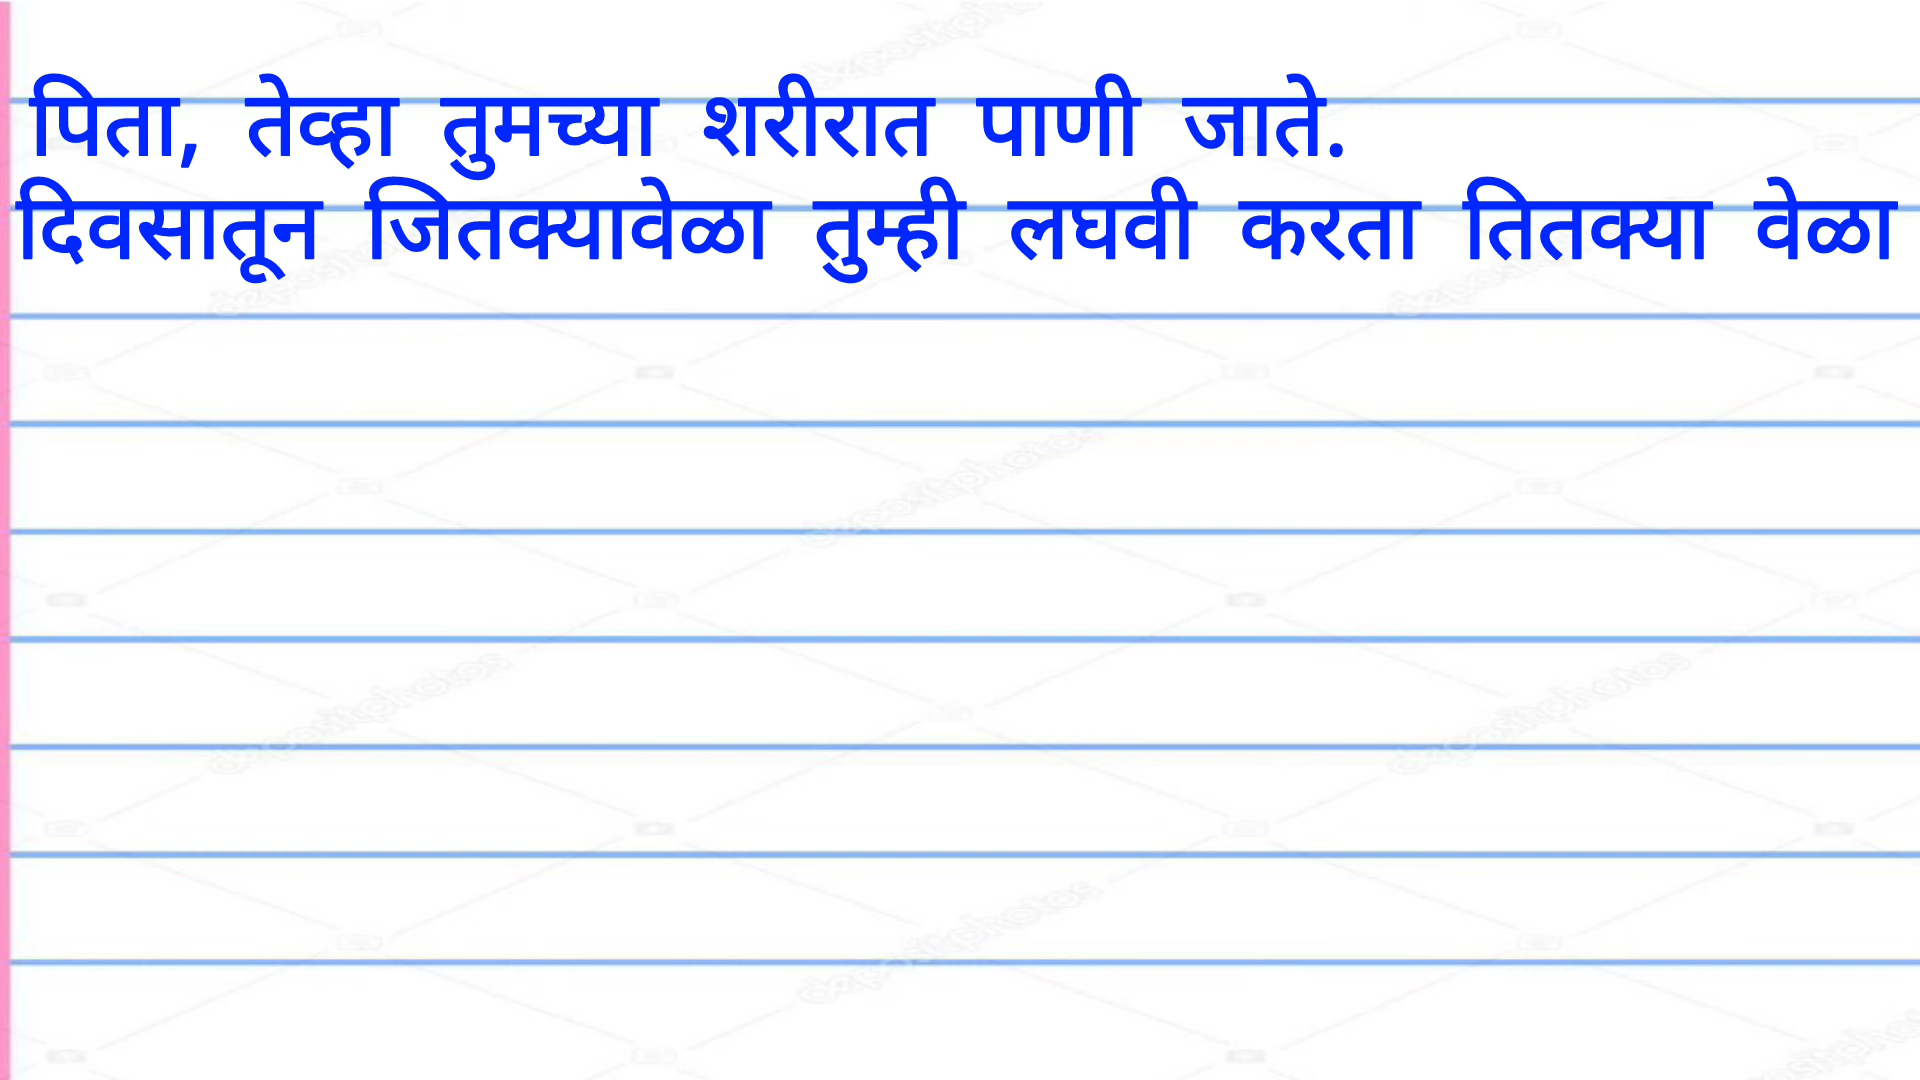 पिता, तेव्हा तुमच्या शरीरात पाणी जाते.
दिवसातून जितक्यावेळा तुम्ही लघवी करता तितक्या वेळा